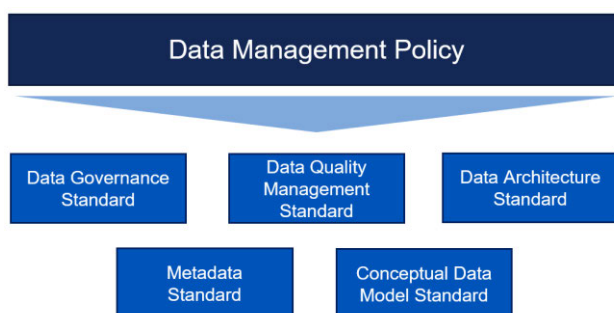 Data Management Policy
Data Governance
Standard
Data Quality
Management
Standard
Data Architecture
Standard
Metadata
Standard
Conceptual Data
Model Standard